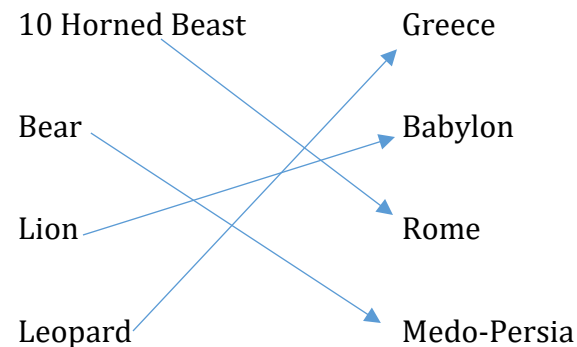 10 Horned Beast Greece
Bear Babylon
Lion Rome
Leopard Medo-Persia